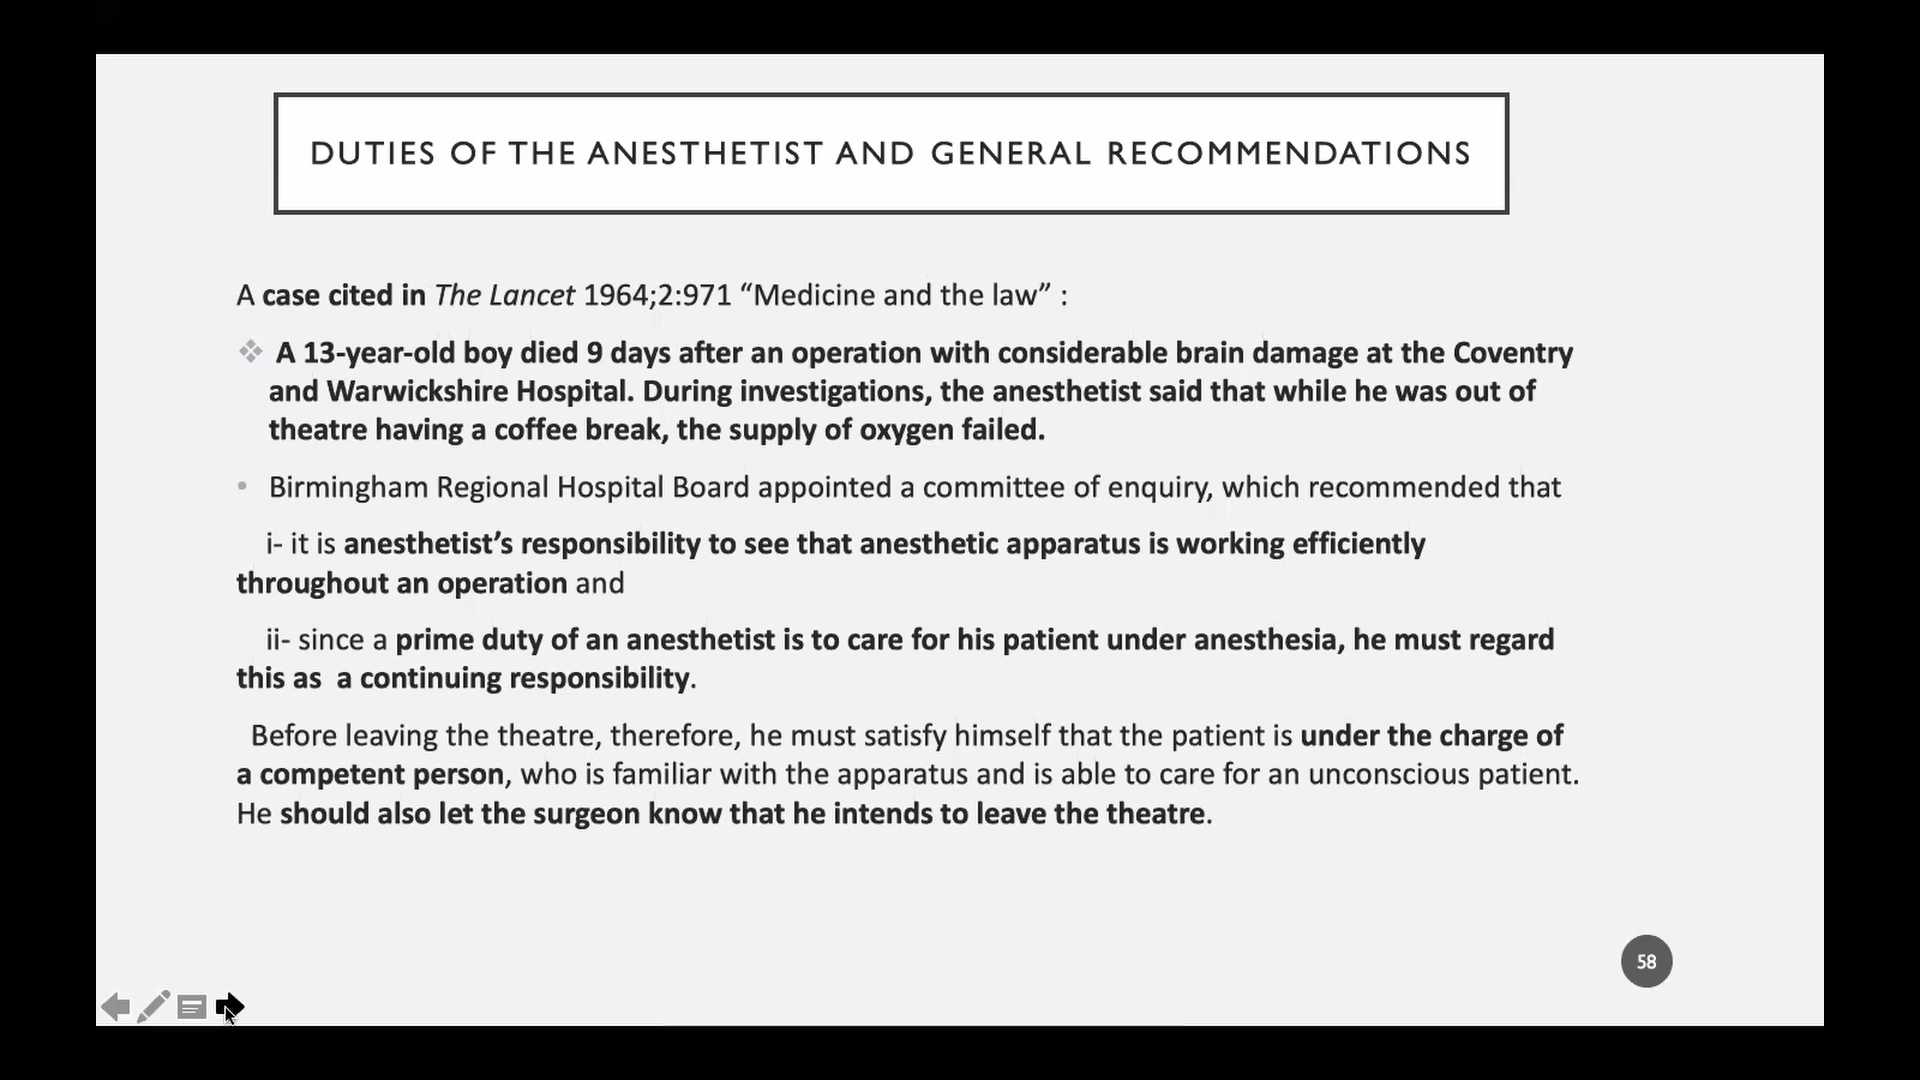 DUTIES OF THE ANESTHETIST AND GENERAL RECOMMENDATIONS
A case cited in The Lancet 1964;2:971 “Medicine and the law” :
❖ A 13-year-old boy died 9 days after an operation with considerable brain damage at the Coventry
and Warwickshire Hospital. During investigations, the anesthetist said that while he was out of
theatre having a coffee break, the supply of oxygen failed.
• Birmingham Regional Hospital Board appointed a committee of enquiry, which recommended that
i- it is anesthetist’s responsibility to see that anesthetic apparatus is working efficiently
throughout an operation and
ii- since a prime duty of an anesthetist is to care for his patient under anesthesia, he must regard
this as  a continuing responsibility.
Before leaving the theatre, therefore, he must satisfy himself that the patient is under the charge of
a competent person, who is familiar with the apparatus and is able to care for an unconscious patient.
He should also let the surgeon know that he intends to leave the theatre.
58